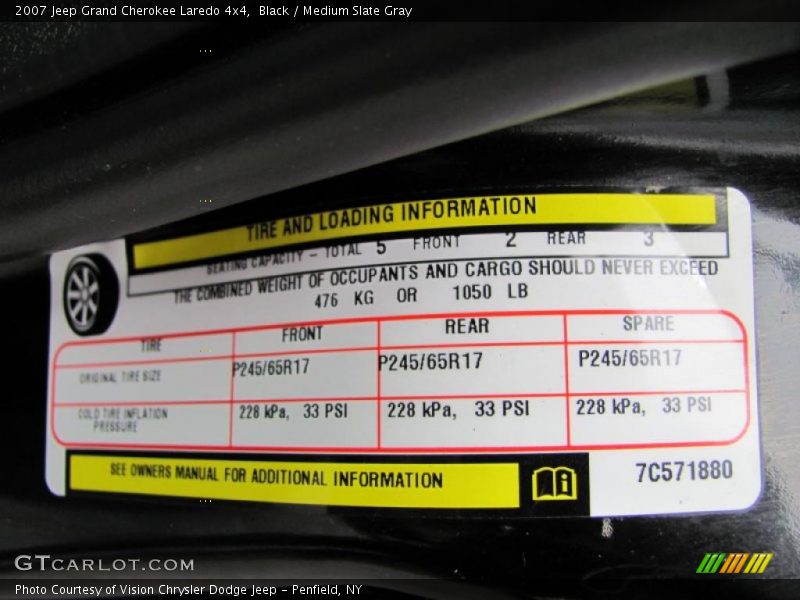 2007 Jeep Grand Cherokee Laredo 4x4, Black / Medium Slate Gray
TIRE AND LOADING INFORMATION
SEATING CAPACITY - TOTAL 5 FRONT 2 REAR 3
THE COMBINED WEIGHT OF OCCUPANTS AND CARGO SHOULD NEVER EXCEED
476 KG OR 1050 LB
TIRE FRONT REAR SPARE
ORIGINAL TIRE SIZE P245/65R17 P245/65R17 P245/65R17
COLD TIRE INFLATION
PRESSURE 228 kPa, 33 PSI 228 kPa, 33 PSI 228 kPa, 33 PSI
SEE OWNERS MANUAL FOR ADDITIONAL INFORMATION
7C571880
GTCARLOT.COM
Photo Courtesy of Vision Chrysler Dodge Jeep - Penfield, NY